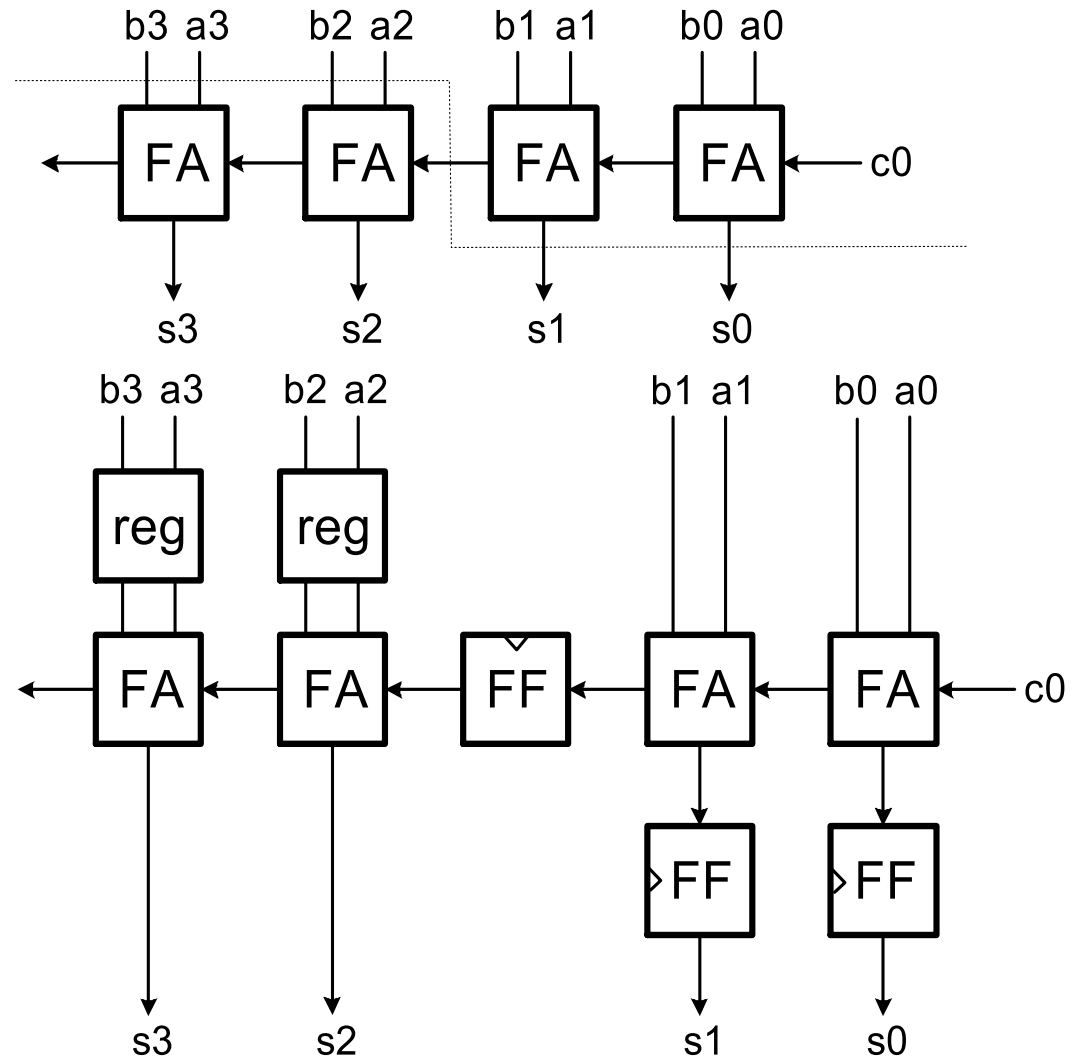 b3 a3 b2 a2 b1 a1 b0 a0
FA FA FA FA c0
s3 s2 s1 s0
b3 a3 b2 a2 b1 a1 b0 a0
reg reg
FA FA FF FA FA c0
FF FF
s3 s2 s1 s0